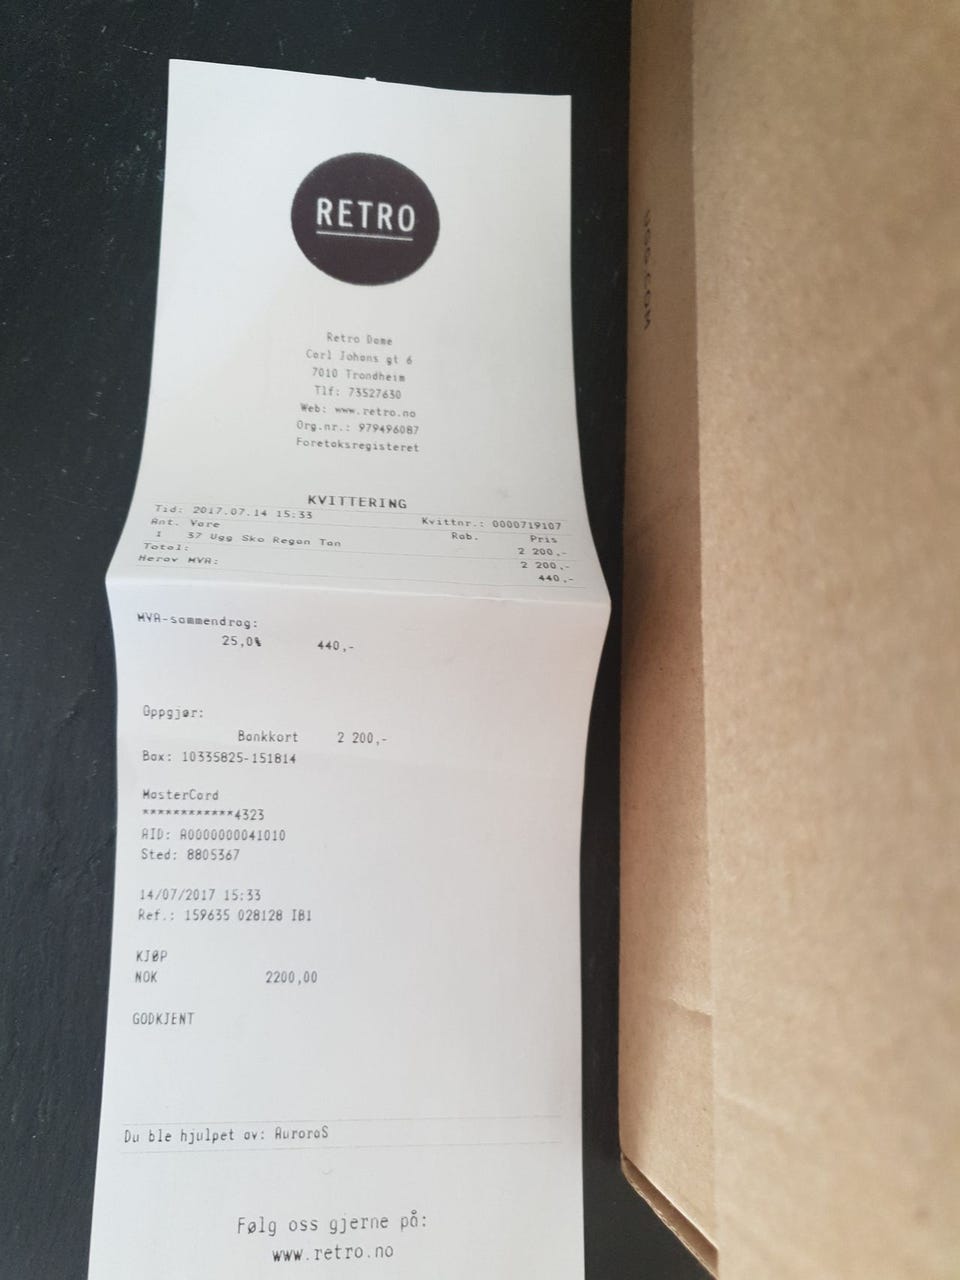 RETRO
Retro Dame
Carl Johans gt 6
7010 Trondheim
Tlf: 73527630
Web: www.retro.no
Org.nr.: 979496087
Foretaksregisteret
KVITTERING
Tid: 2017.07.14 15:33 Kvittnr.: 0000719107
Ant. Vare Rab. Pris
1 37 Ugg Sko Regan Tan 2 200,-
Total: 2 200,-
Herav MVA: 440,-
MVA-sammendrag:
25,0% 440,-
Oppgjør:
Bankkort 2 200,-
Bax: 10335825-151814
MasterCard
************4323
AID: A0000000041010
Sted: 8805367
14/07/2017 15:33
Ref.: 159635 028128 IB1
KJØP
NOK 2200,00
GODKJENT
Du ble hjulpet av: AuroraS
Følg oss gjerne på:
www.retro.no
UGG.COM